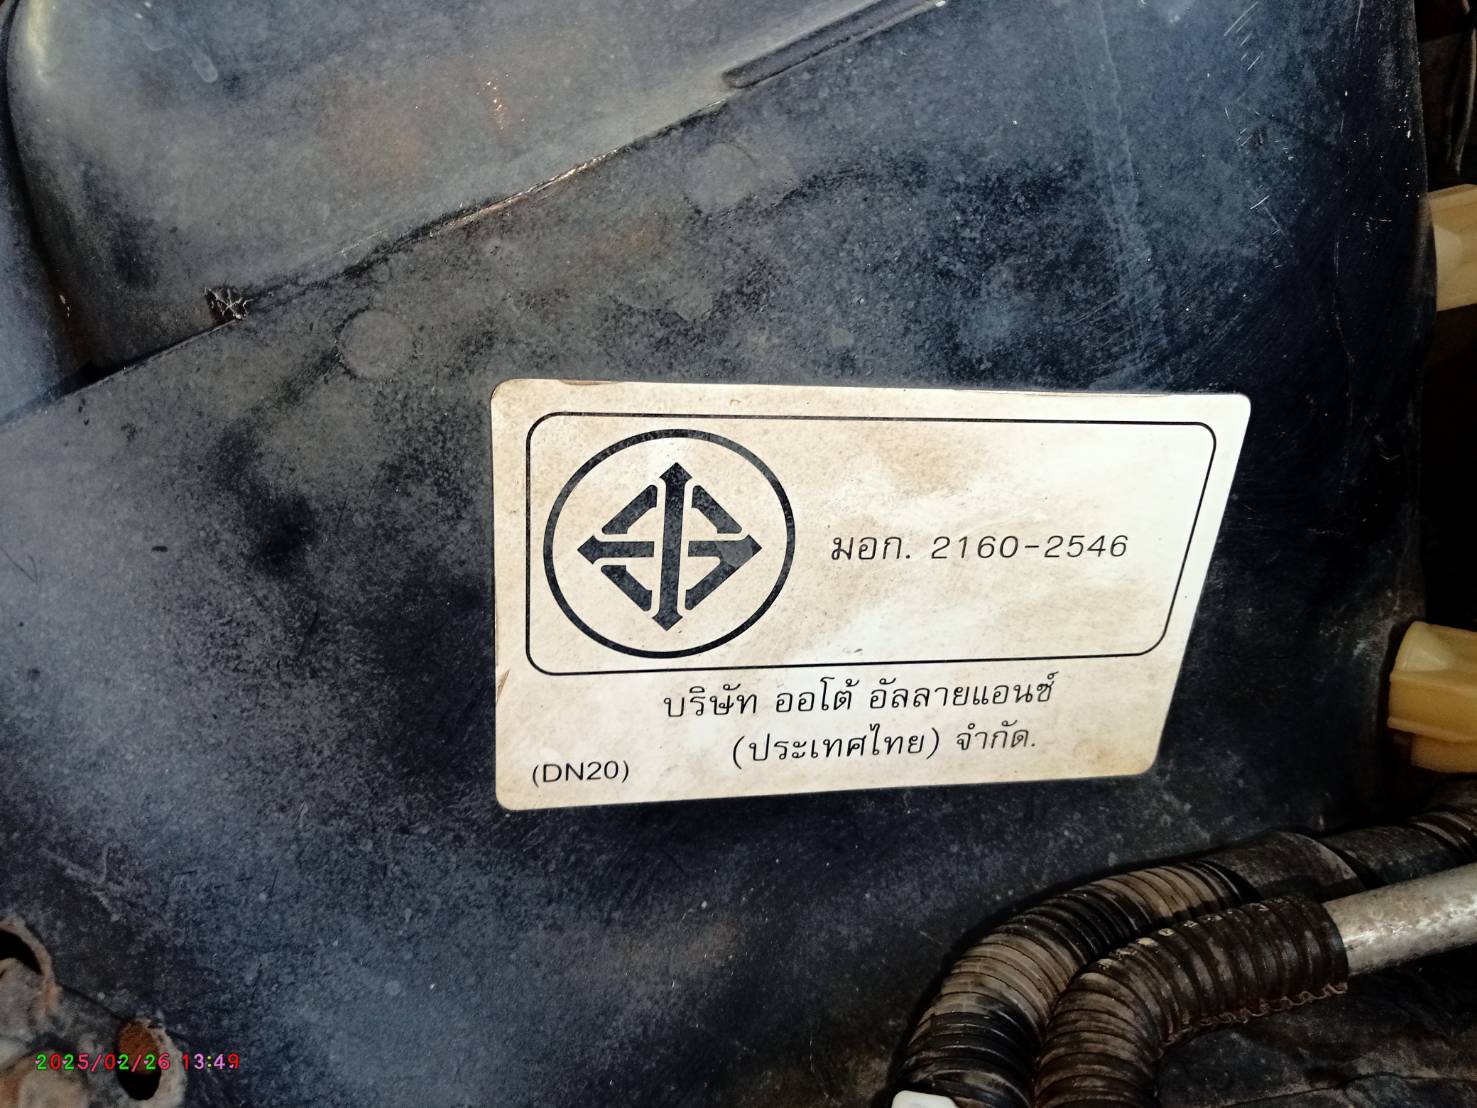 มอก. 2160-2546
บริษัท ออโต้ อัลลายแอนซ์
(ประเทศไทย) จำกัด.
(DN20)
2025/02/26 13:49